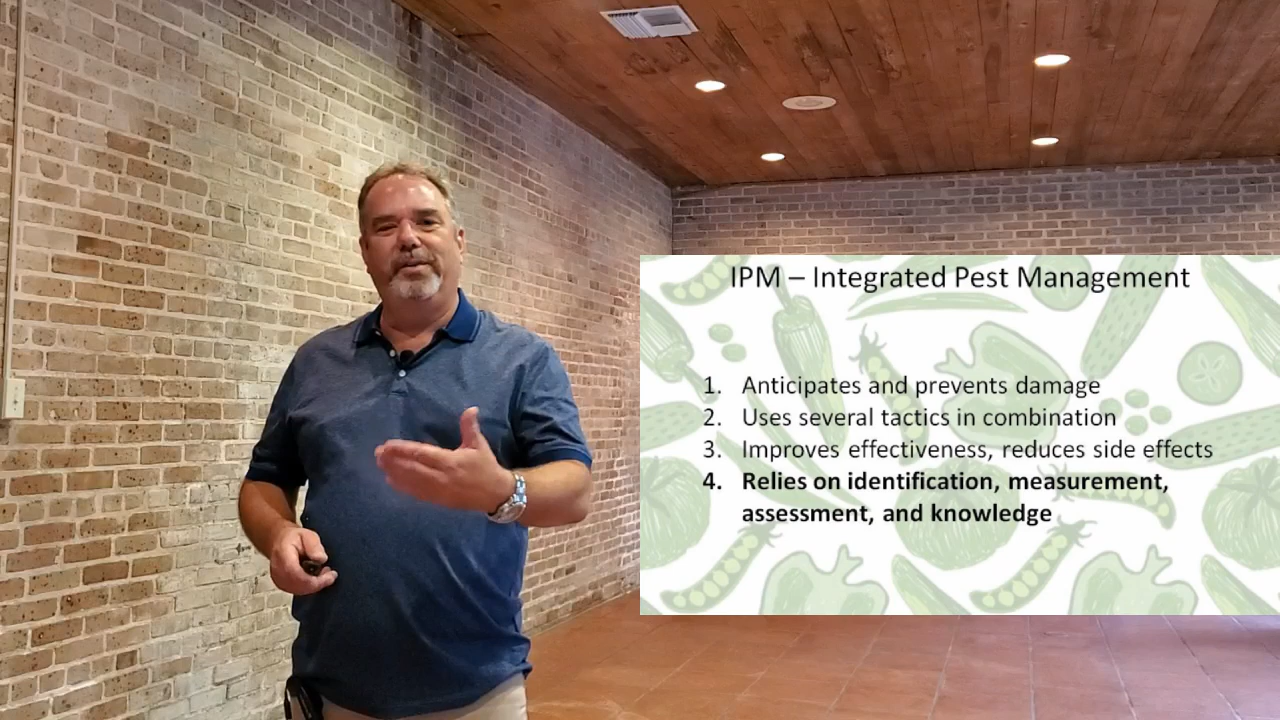 IPM – Integrated Pest Management
1. Anticipates and prevents damage
2. Uses several tactics in combination
3. Improves effectiveness, reduces side effects
4. Relies on identification, measurement,
assessment, and knowledge